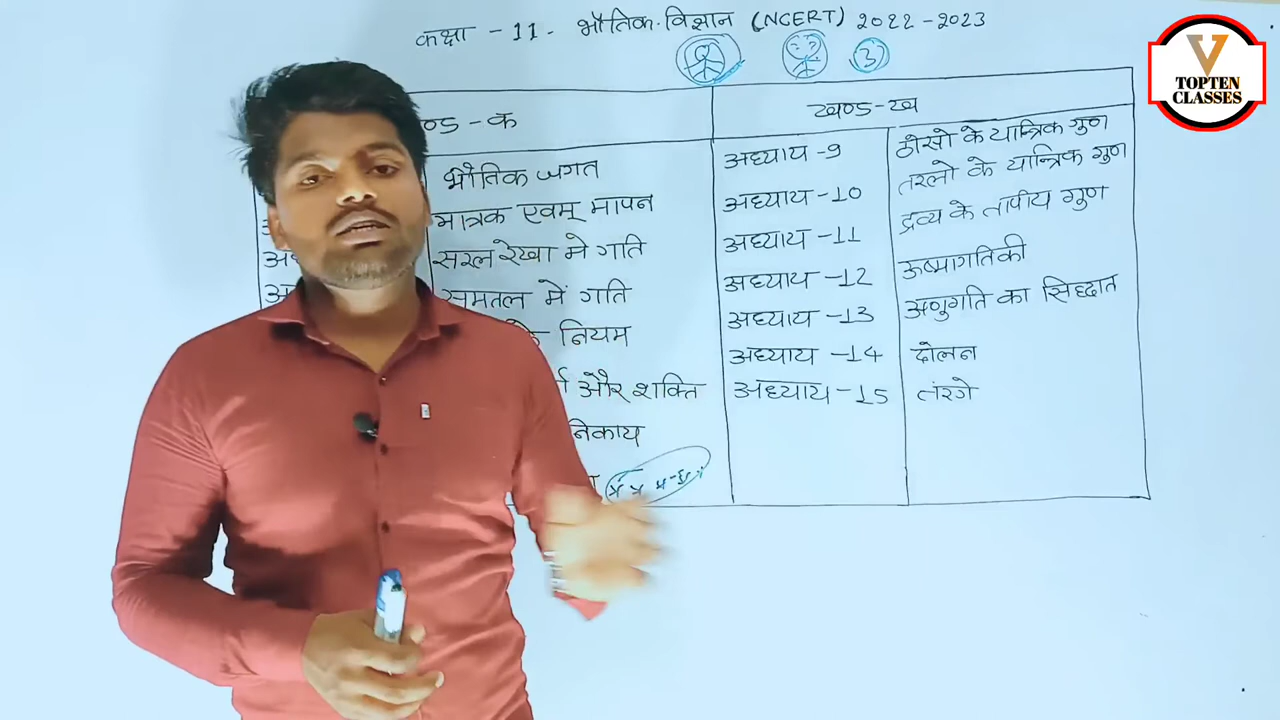 कक्षा - 11. भौतिक विज्ञान (NCERT) 2022-2023
3
TOPTEN
CLASSES
ण्ड-क
खण्ड-ख
भौतिक जगत
मात्रक एवम् मापन
सरल रेखा मे गति
समतल में गति
के नियम
और शक्ति
निकाय
अध्याय -9
ठोसो के यान्त्रिक गुण
अध्याय -10
तरलो के यान्त्रिक गुण
अध्याय -11
द्रव्य के तापीय गुण
अध्याय -12
ऊष्मागतिकी
अध्याय -13
अणुगति का सिद्धात
अध्याय -14
दोलन
अध्याय -15
तंरगे